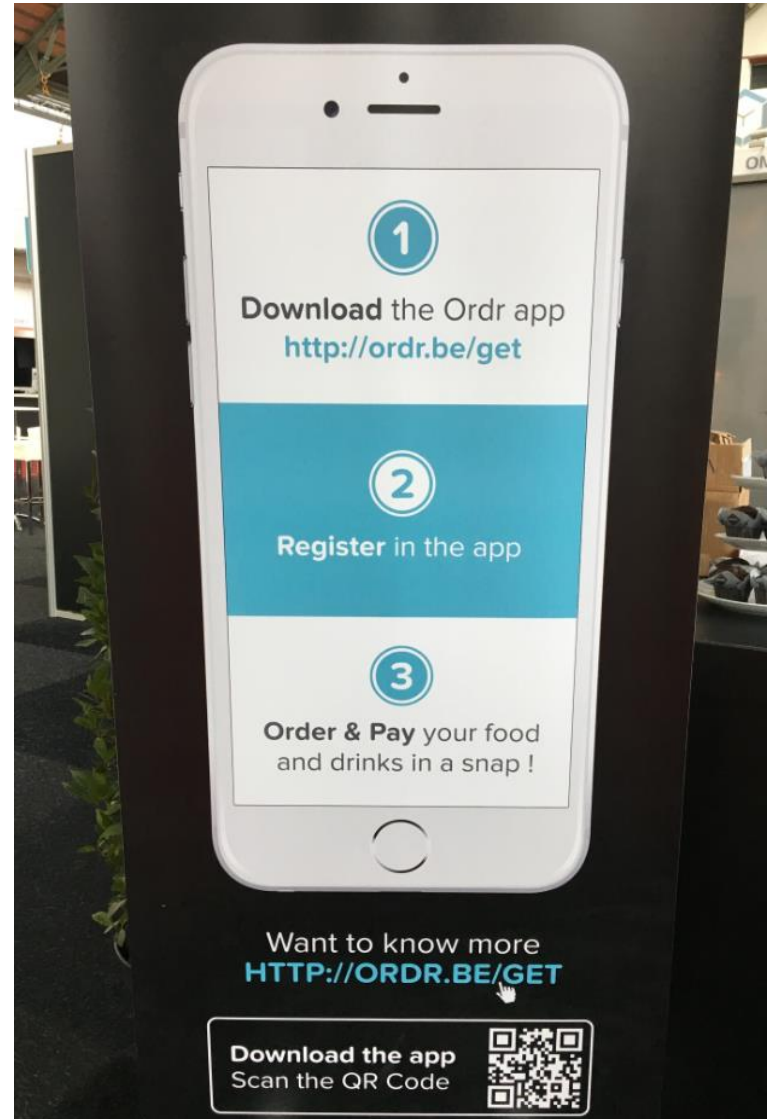 1
Download the Ordr app
http://ordr.be/get
2
Register in the app
3
Order & Pay your food
and drinks in a snap !
Want to know more
HTTP://ORDR.BE/GET
Download the app
Scan the QR Code